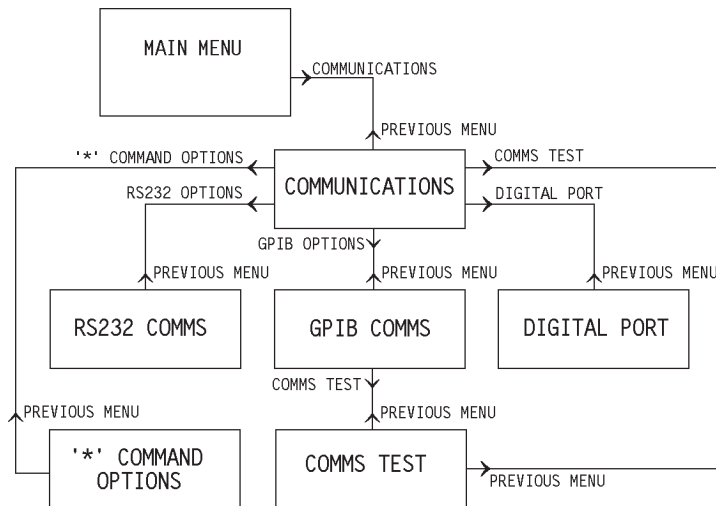 MAIN MENU
COMMUNICATIONS
PREVIOUS MENU
'*' COMMAND OPTIONS
COMMUNICATIONS
COMMS TEST
RS232 OPTIONS
DIGITAL PORT
GPIB OPTIONS
PREVIOUS MENU
PREVIOUS MENU
PREVIOUS MENU
RS232 COMMS
GPIB COMMS
DIGITAL PORT
COMMS TEST
PREVIOUS MENU
PREVIOUS MENU
'*' COMMAND
OPTIONS
COMMS TEST
PREVIOUS MENU